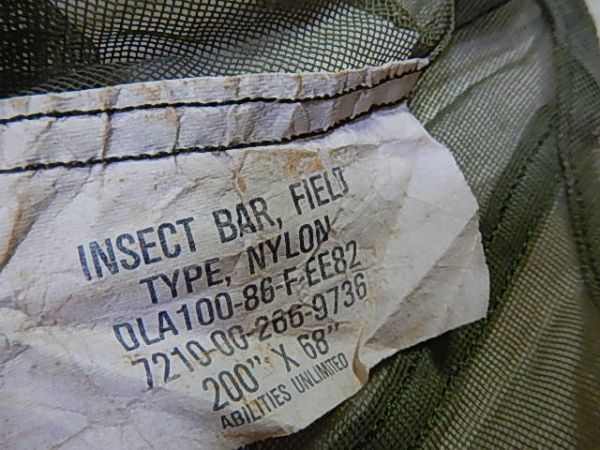 INSECT BAR, FIELD
TYPE, NYLON
DLA100-86-F-EE82
7210-00-266-9736
200" X 68"
ABILITIES UNLIMITED